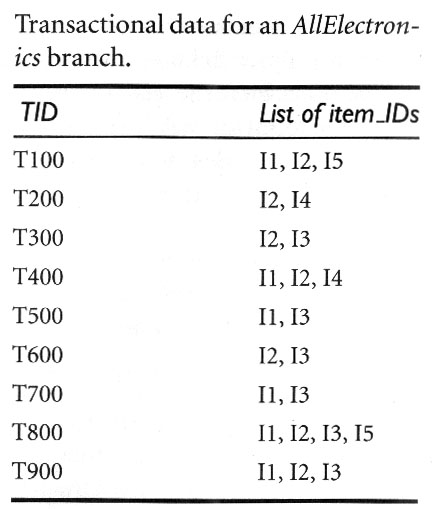 Transactional data for an AllElectron-
ics branch.
TID List of item_IDs
T100 I1, I2, I5
T200 I2, I4
T300 I2, I3
T400 I1, I2, I4
T500 I1, I3
T600 I2, I3
T700 I1, I3
T800 I1, I2, I3, I5
T900 I1, I2, I3